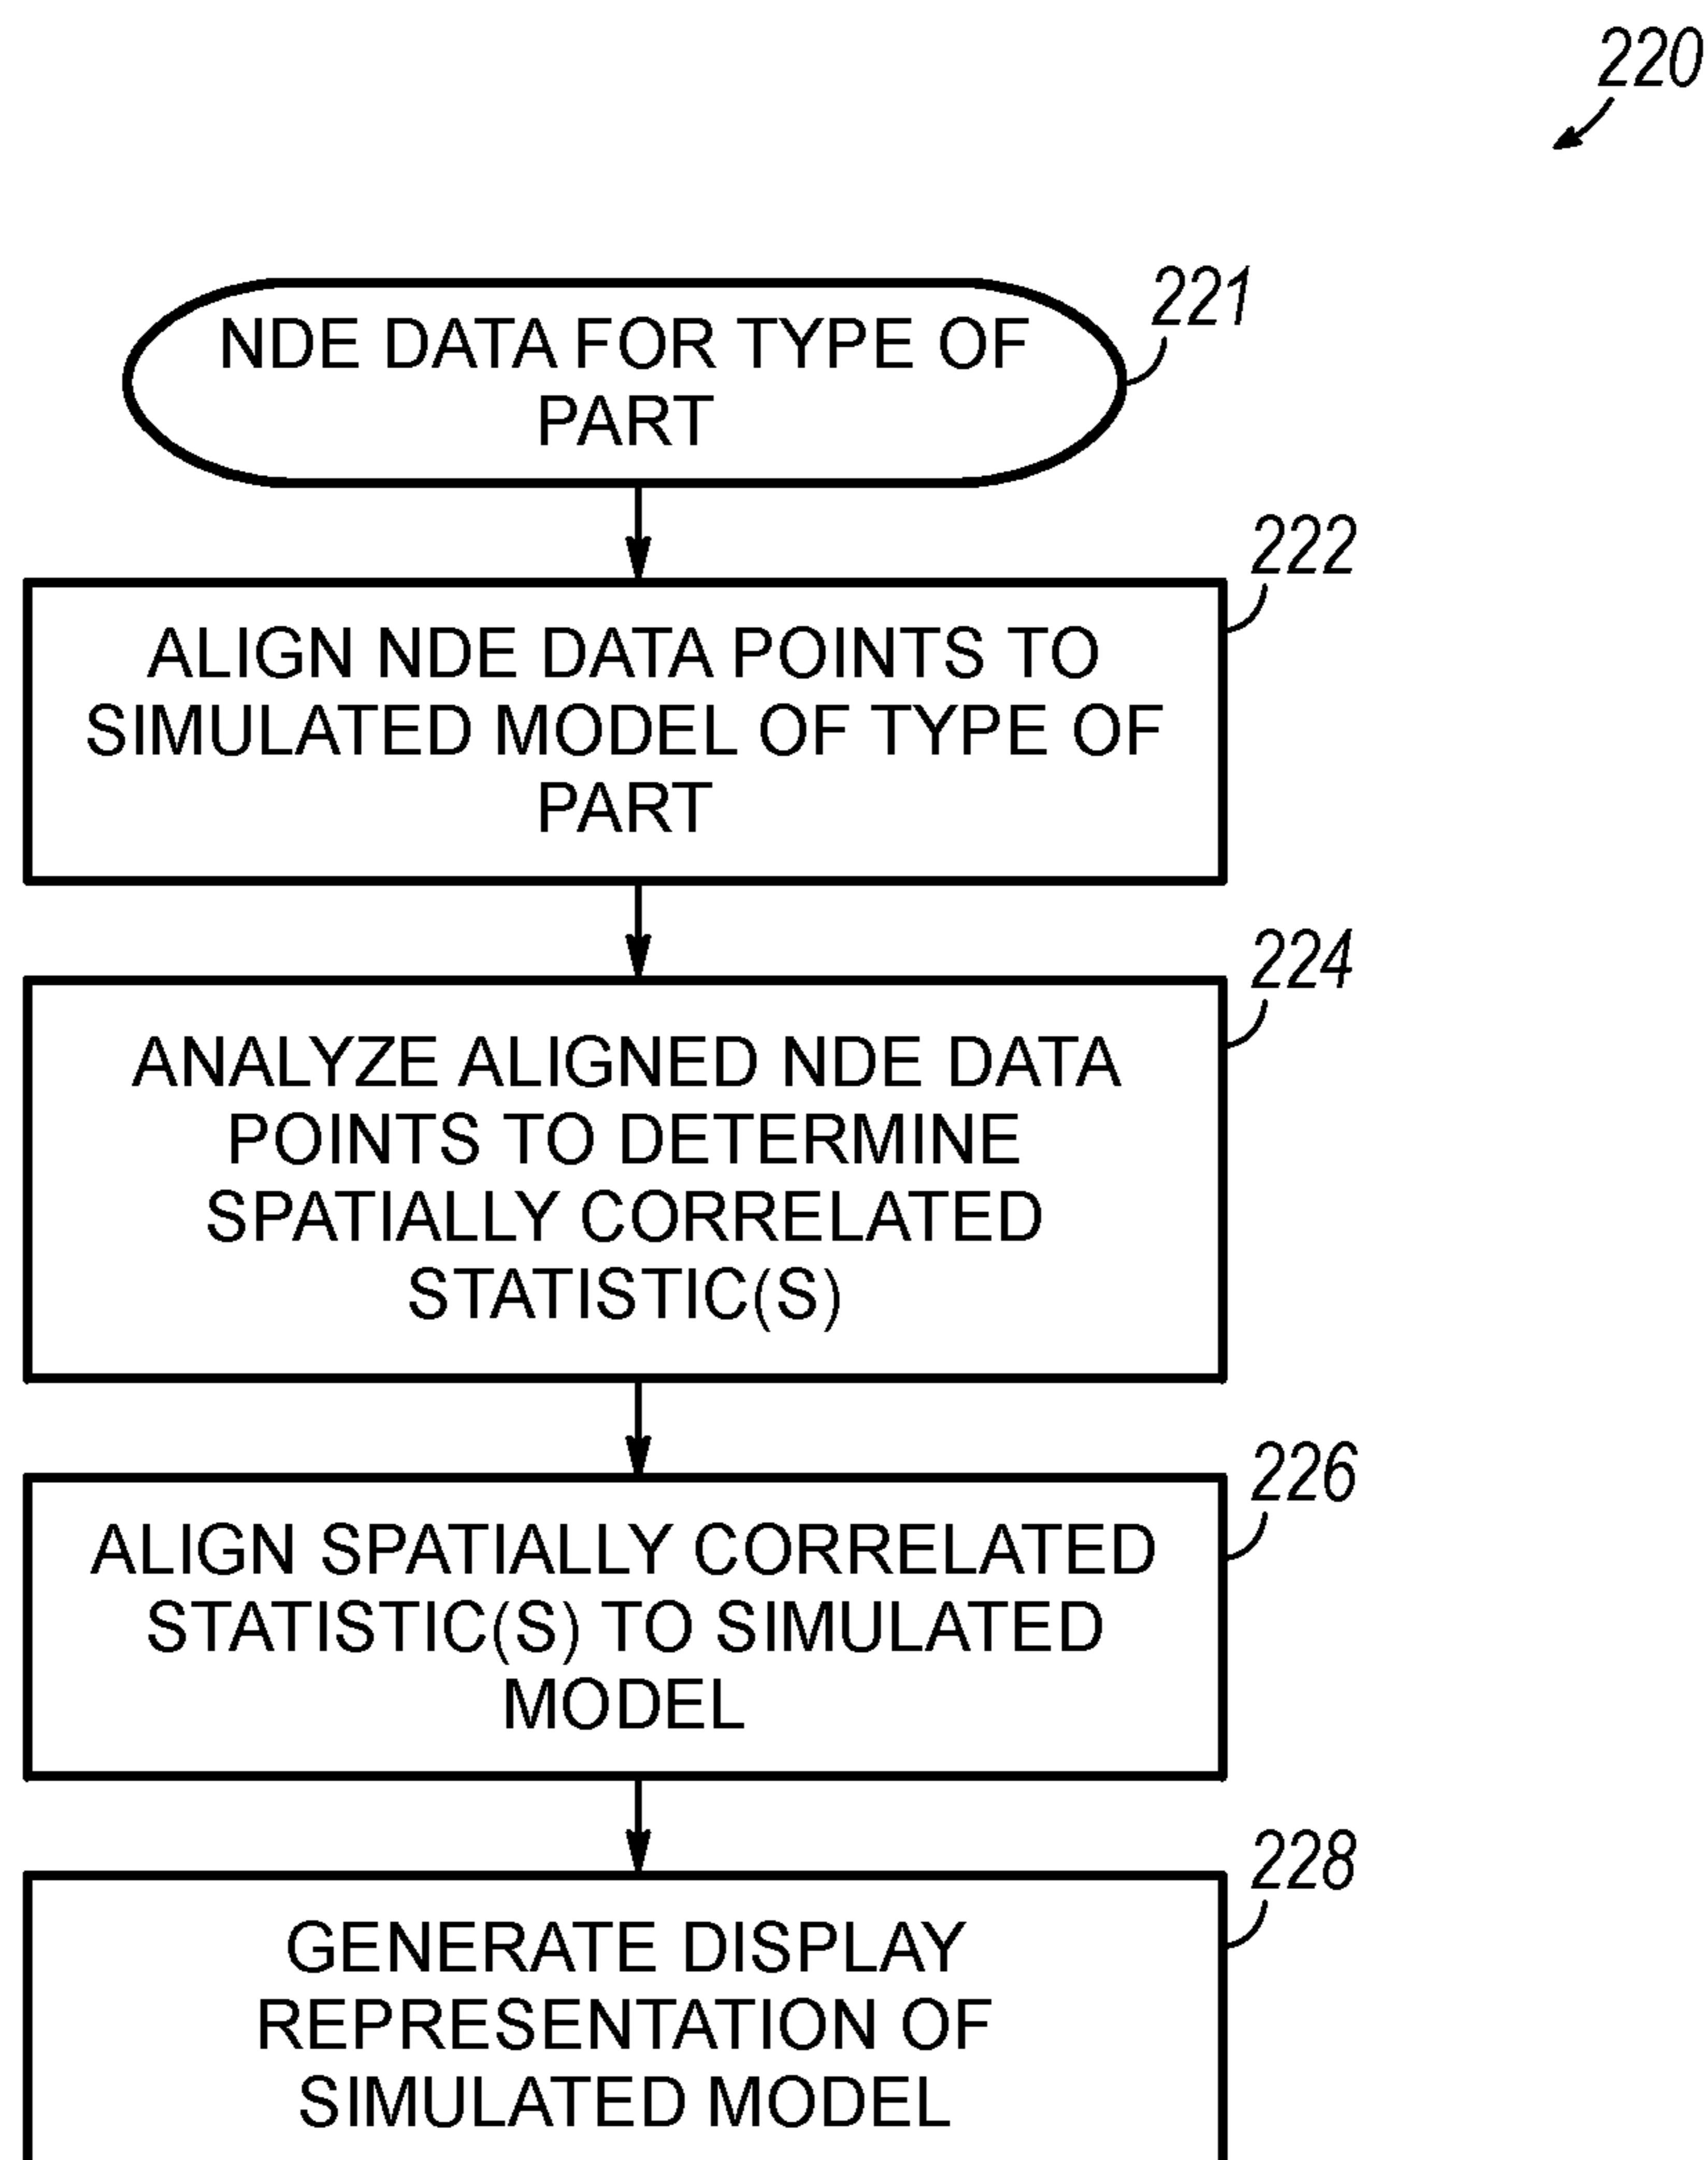 220
221
NDE DATA FOR TYPE OF
PART
222
ALIGN NDE DATA POINTS TO
SIMULATED MODEL OF TYPE OF
PART
224
ANALYZE ALIGNED NDE DATA
POINTS TO DETERMINE
SPATIALLY CORRELATED
STATISTIC(S)
226
ALIGN SPATIALLY CORRELATED
STATISTIC(S) TO SIMULATED
MODEL
228
GENERATE DISPLAY
REPRESENTATION OF
SIMULATED MODEL